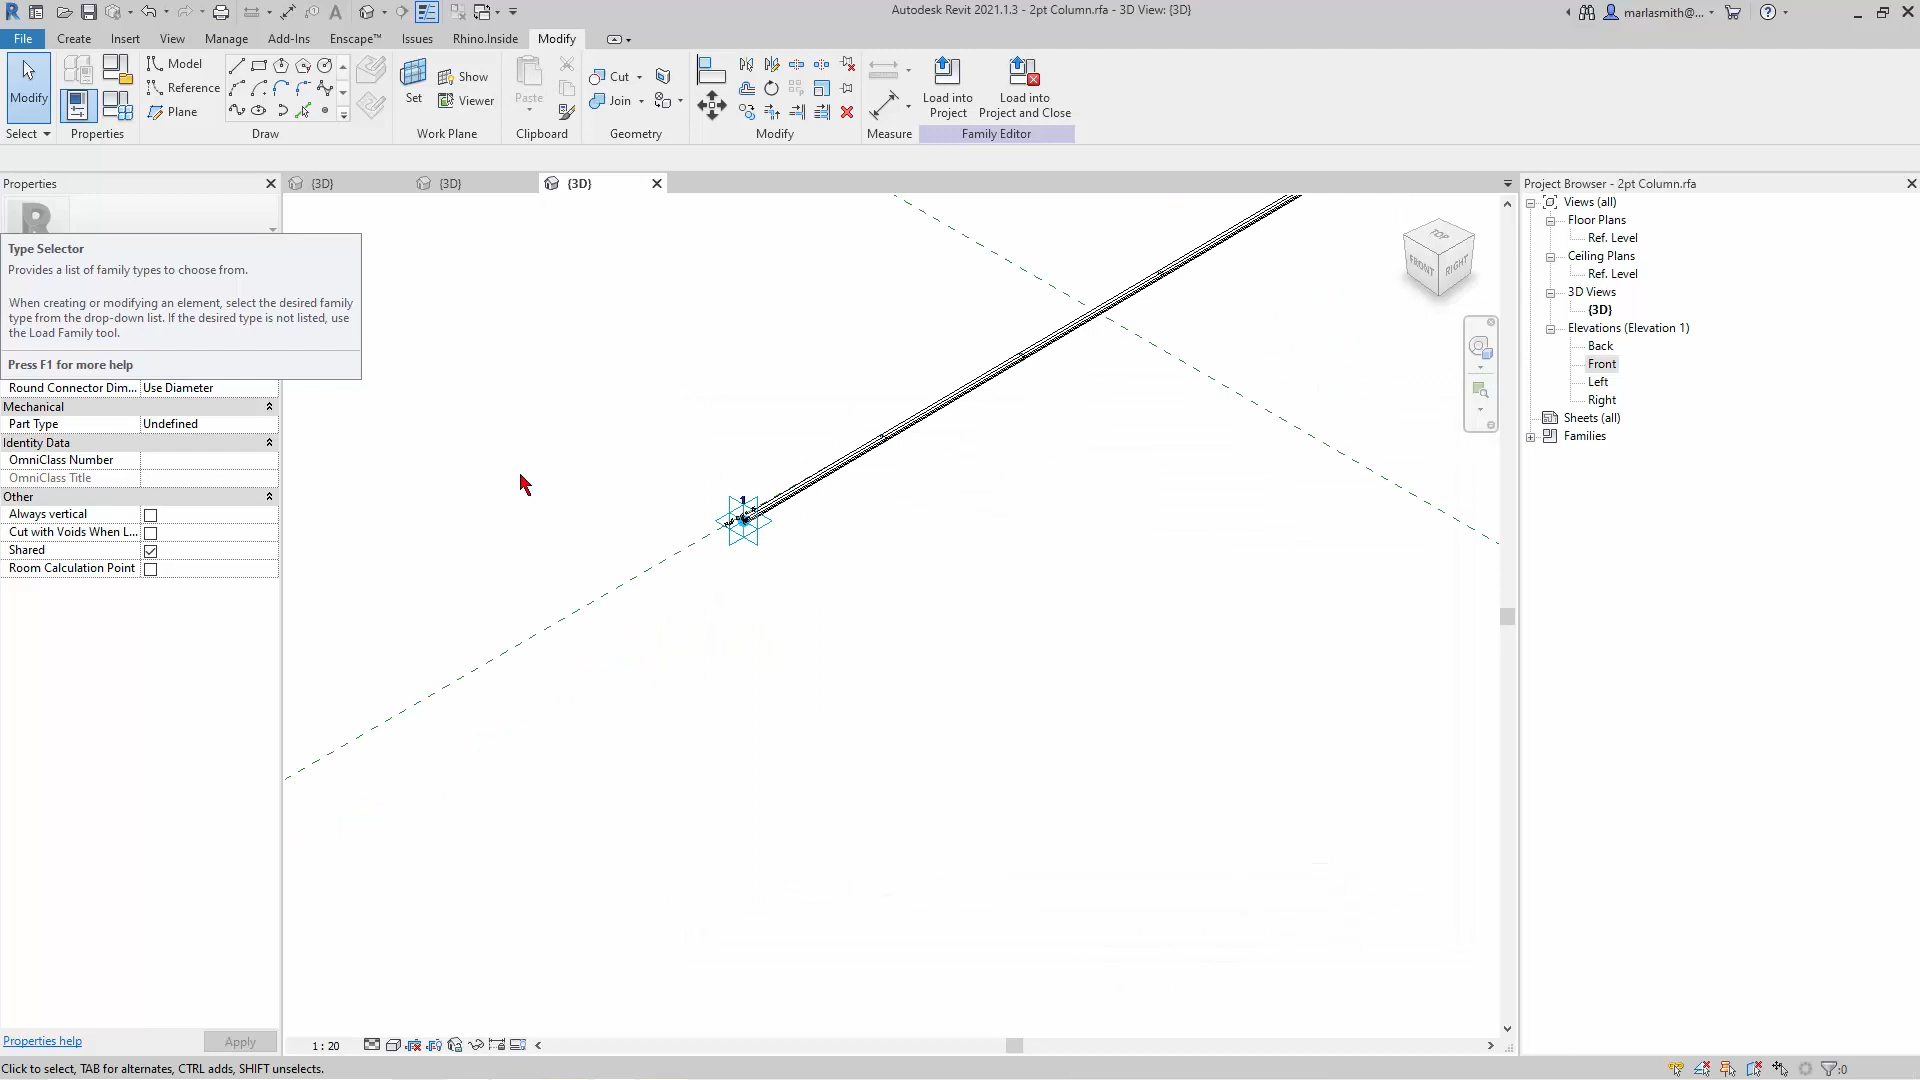 Autodesk Revit 2021.1.3 - 2pt Column.rfa - 3D View: {3D}
marlasmith@...
File Create Insert View Manage Add-Ins Enscape™ Issues Rhino.Inside Modify
Modify
Model
Reference
Plane
Set
Show
Viewer
Paste
Cut
Join
Load into
Project
Load into
Project and Close
Select Properties Draw Work Plane Clipboard Geometry Modify Measure Family Editor
Properties
{3D} {3D} {3D}
Project Browser - 2pt Column.rfa
Type Selector
Provides a list of family types to choose from.
When creating or modifying an element, select the desired family
type from the drop-down list. If the desired type is not listed, use
the Load Family tool.
Press F1 for more help
Round Connector Dim... Use Diameter
Mechanical
Part Type Undefined
Identity Data
OmniClass Number
OmniClass Title
Other
Always vertical
Cut with Voids When L...
Shared
Room Calculation Point
1
TOP
FRONT RIGHT
Views (all)
Floor Plans
Ref. Level
Ceiling Plans
Ref. Level
3D Views
{3D}
Elevations (Elevation 1)
Back
Front
Left
Right
Sheets (all)
Families
Properties help Apply
1 : 20
Click to select, TAB for alternates, CTRL adds, SHIFT unselects.
:0